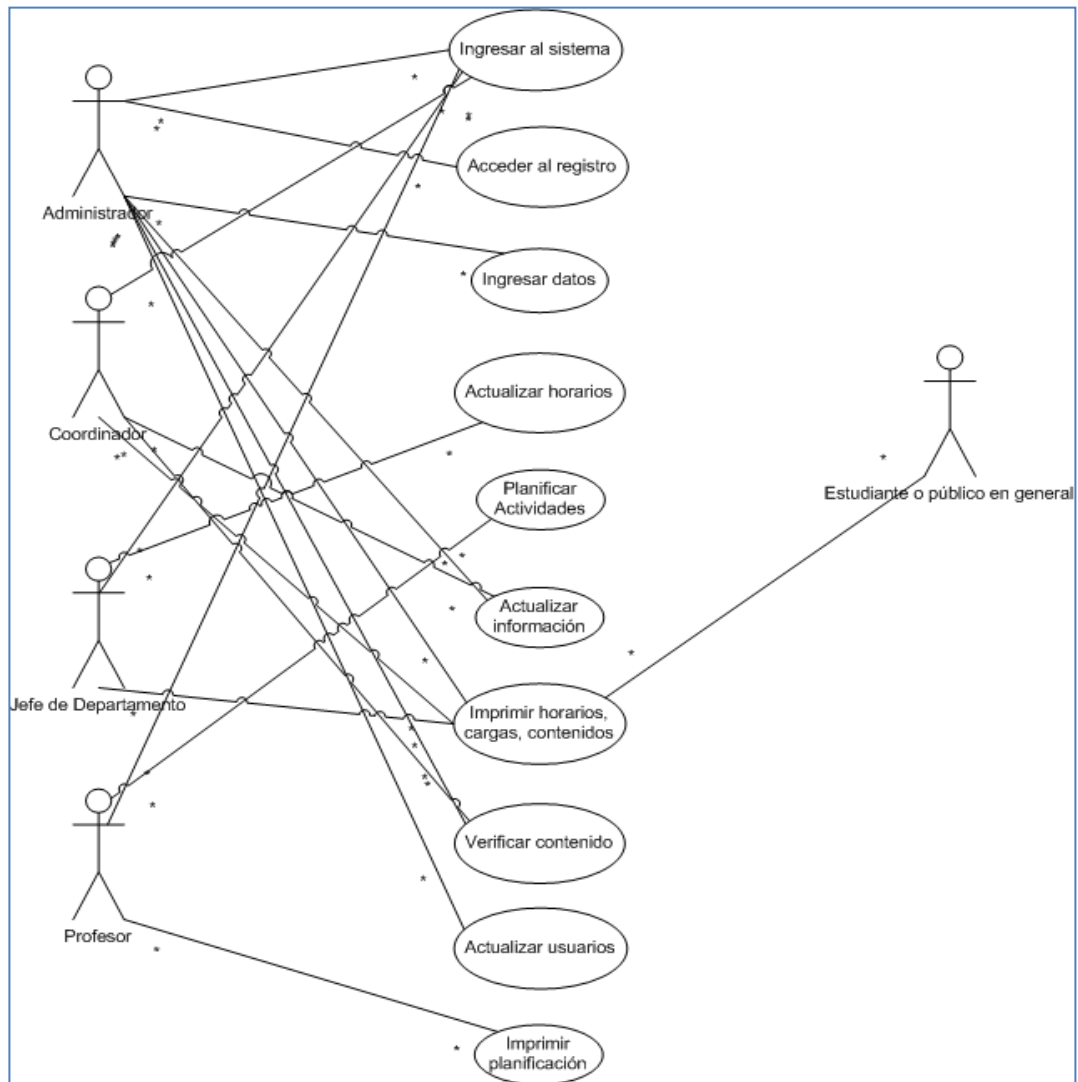 Ingresar al sistema
Acceder al registro
Administrador
Ingresar datos
Actualizar horarios
Coordinador
Planificar
Actividades
Estudiante o público en general
Actualizar
información
Jefe de Departamento
Imprimir horarios,
cargas, contenidos
Verificar contenido
Profesor
Actualizar usuarios
Imprimir
planificación